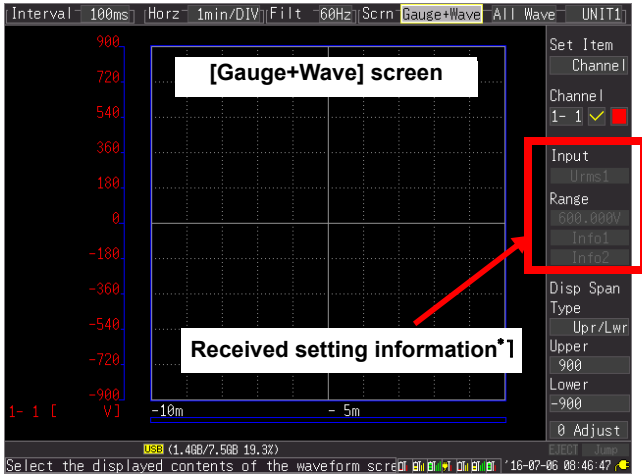 Interval 100ms Horz 1min/DIV Filt 60Hz Scrn Gauge+Wave All Wave UNIT1
900
720
540
360
180
0
-180
-360
-540
-720
-900
1- 1 [ V]
[Gauge+Wave] screen
Received setting information*1
-10m - 5m
Set Item
Channel
Channel
1- 1
Input
Urms1
Range
600.000V
Info1
Info2
Disp Span
Type
Upr/Lwr
Upper
900
Lower
-900
0 Adjust
USB (1.4GB/7.5GB 19.3%) EJECT Jump
Select the displayed contents of the waveform scre '16-07-06 08:46:47